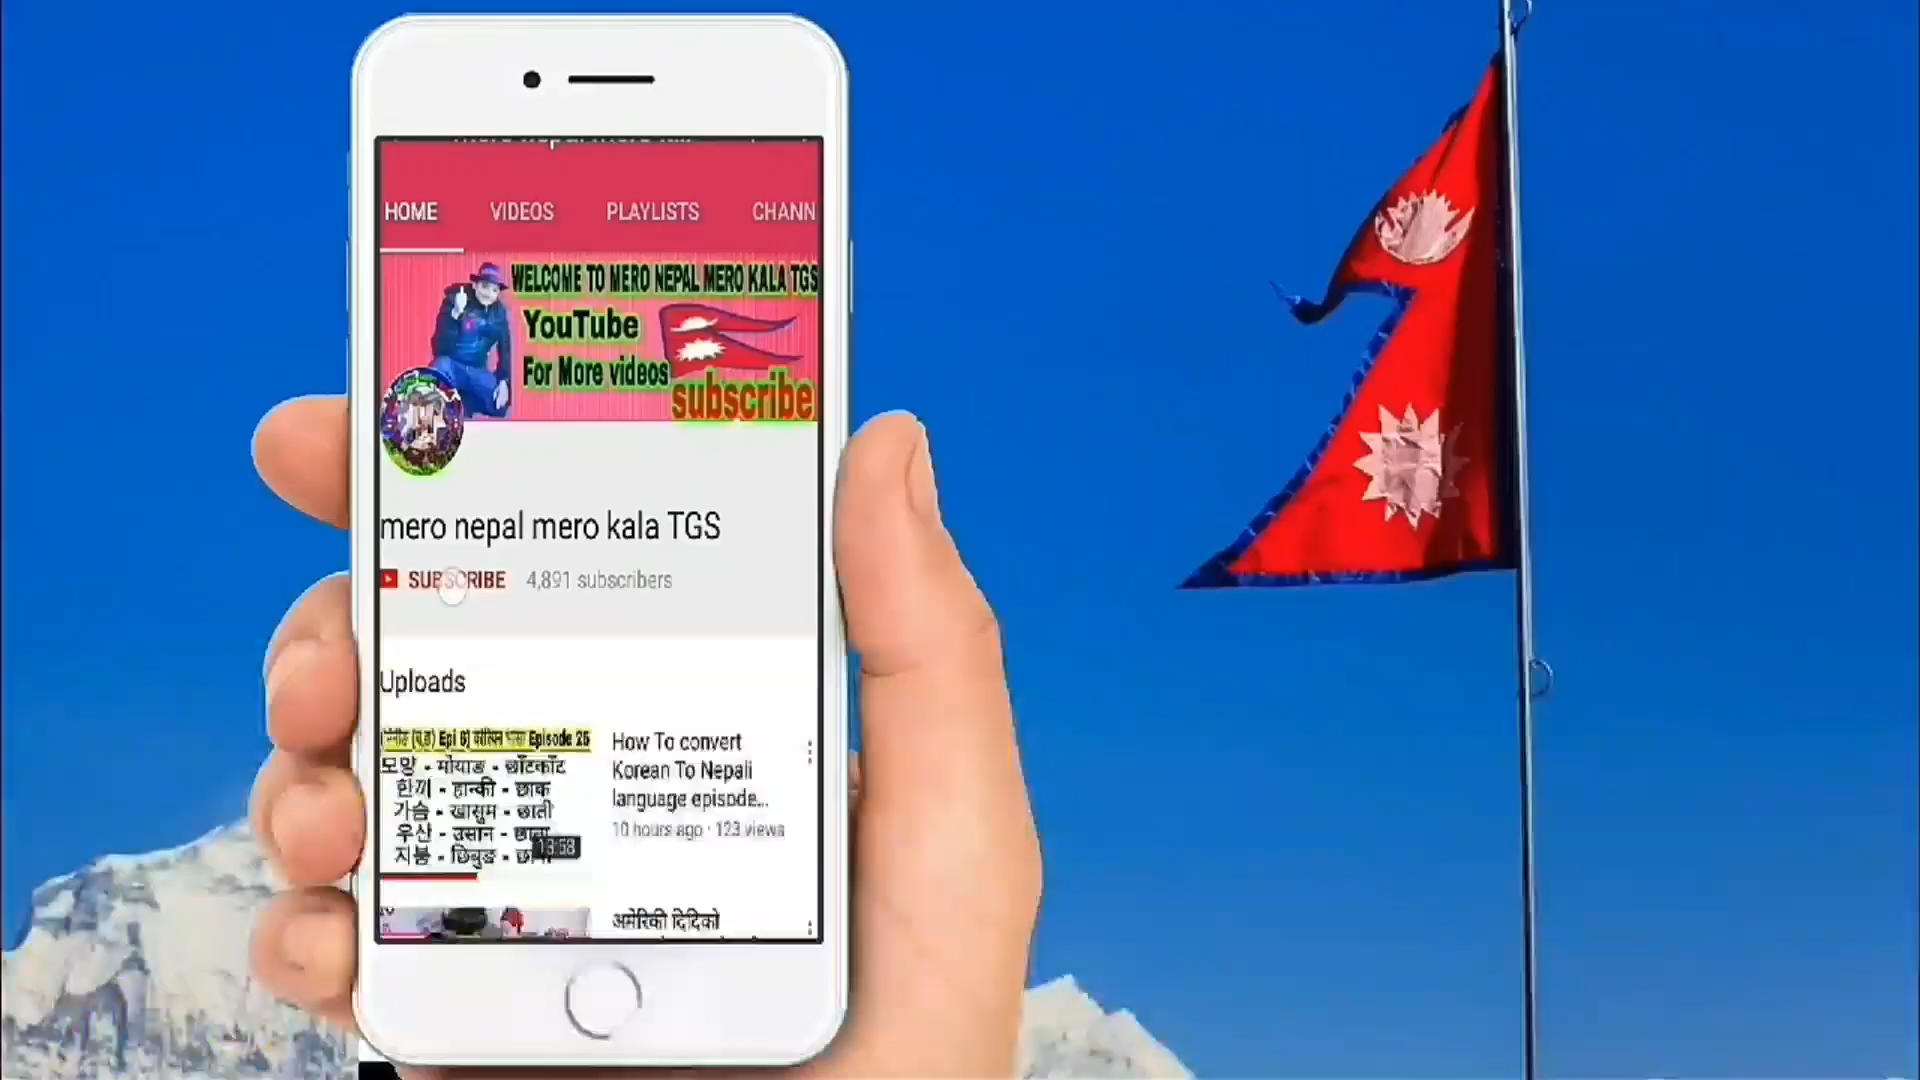 HOME VIDEOS PLAYLISTS CHANN
WELCOME TO MERO NEPAL MERO KALA TGS
YouTube
For More videos
subscribe
mero nepal mero kala TGS
SUBSCRIBE 4,891 subscribers
Uploads
Epi 6) Episode 25
모양 - मोयाङ - छाँटकाँट
한끼 - हान्की - छाक
가슴 - खासुम - छाती
우산 - उसान - छाता
지붕 - छिबुङ -
13:58
How To convert
Korean To Nepali
language episode...
10 hours ago · 123 views
अमेरिकी दिदिको